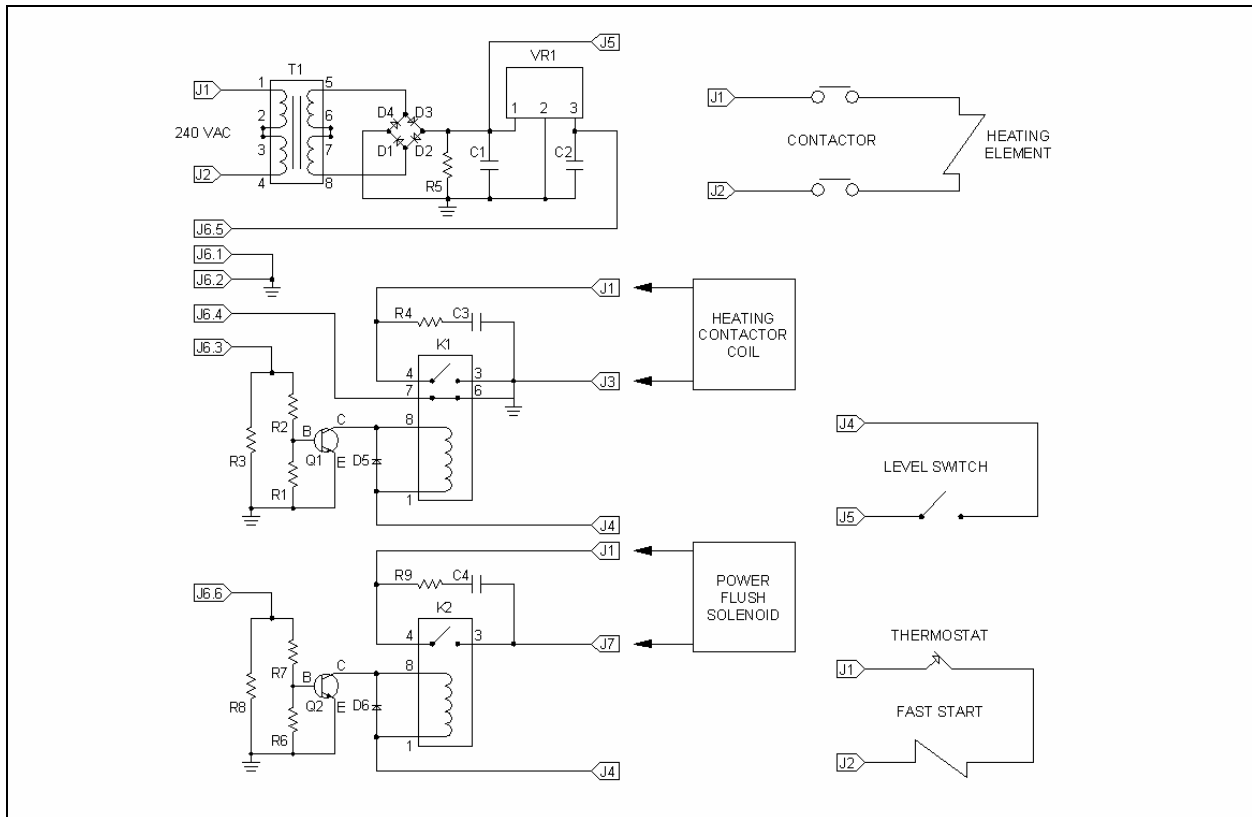 J5
VR1
T1
J1 1 5
D4 D3
2 6
240 VAC
3 7
D1 D2
J2 4 8
1 2 3
R5 C1 C2
J1
CONTACTOR
HEATING
ELEMENT
J2
J6.5
J6.1
J6.2
J6.4
J6.3
J1
R4 C3
K1
4 3
7 6
J3
HEATING
CONTACTOR
COIL
R2 B C 8
R3 Q1 E D5
R1
1
J4
J4
LEVEL SWITCH
J5
J1
R9 C4
K2
4 3
J7
POWER
FLUSH
SOLENOID
J6.6
R7 B C 8
R8 Q2 E D6
R6
1
J4
THERMOSTAT
J1
FAST START
J2